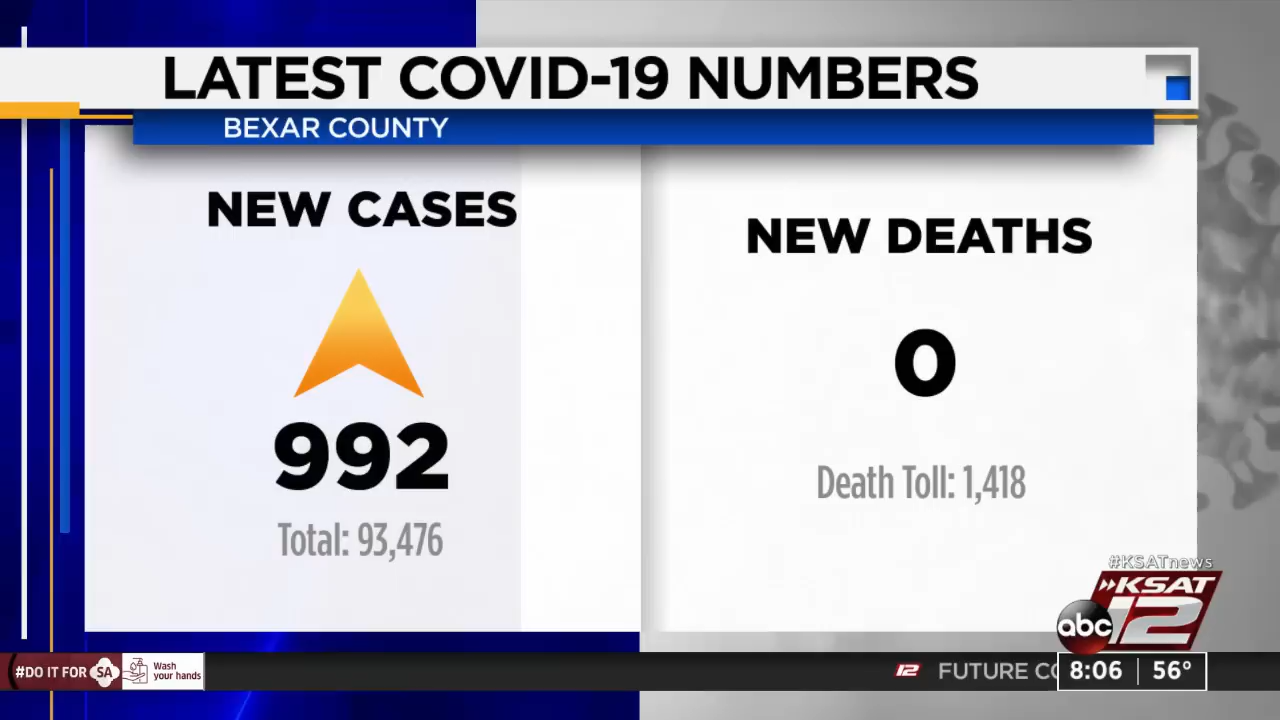 LATEST COVID-19 NUMBERS
BEXAR COUNTY
NEW CASES
992
Total: 93,476
NEW DEATHS
0
Death Toll: 1,418
#KSATnews
KSAT
abc 12
#DO IT FOR SA
Wash
your hands
12 FUTURE
8:06 56°